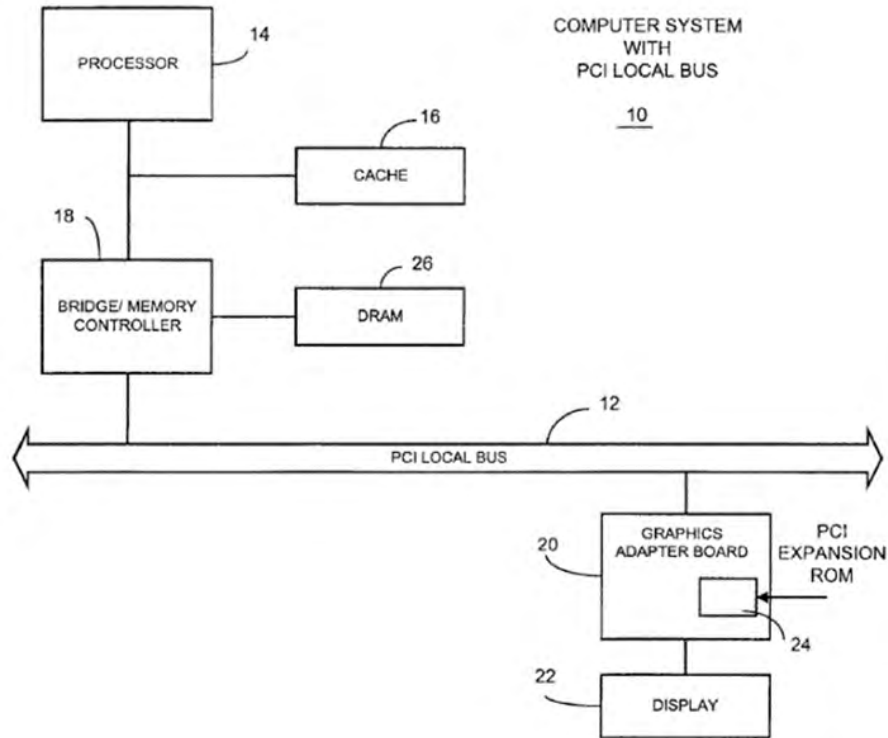 COMPUTER SYSTEM
WITH
PCI LOCAL BUS
10
14
PROCESSOR
16
CACHE
18
BRIDGE/ MEMORY
CONTROLLER
26
DRAM
12
PCI LOCAL BUS
20
GRAPHICS
ADAPTER BOARD
PCI
EXPANSION
ROM
24
22
DISPLAY